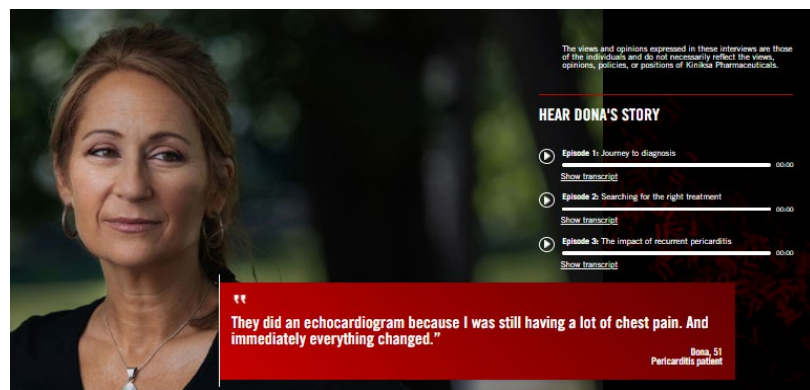 The views and opinions expressed in these interviews are those
of the individuals and do not necessarily reflect the views,
opinions, policies, or positions of Kiniksa Pharmaceuticals.
HEAR DONA'S STORY
Episode 1: Journey to diagnosis
00:00
Show transcript
Episode 2: Searching for the right treatment
00:00
Show transcript
Episode 3: The impact of recurrent pericarditis
00:00
Show transcript
"
They did an echocardiogram because I was still having a lot of chest pain. And
immediately everything changed.”
Dona, 51
Pericarditis patient